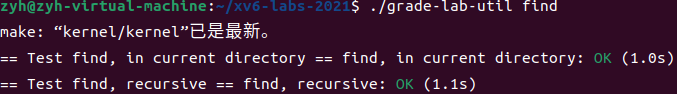 zyh@zyh-virtual-machine:~/xv6-labs-2021$ ./grade-lab-util find
make: “kernel/kernel”已是最新。
== Test find, in current directory == find, in current directory: OK (1.0s)
== Test find, recursive == find, recursive: OK (1.1s)